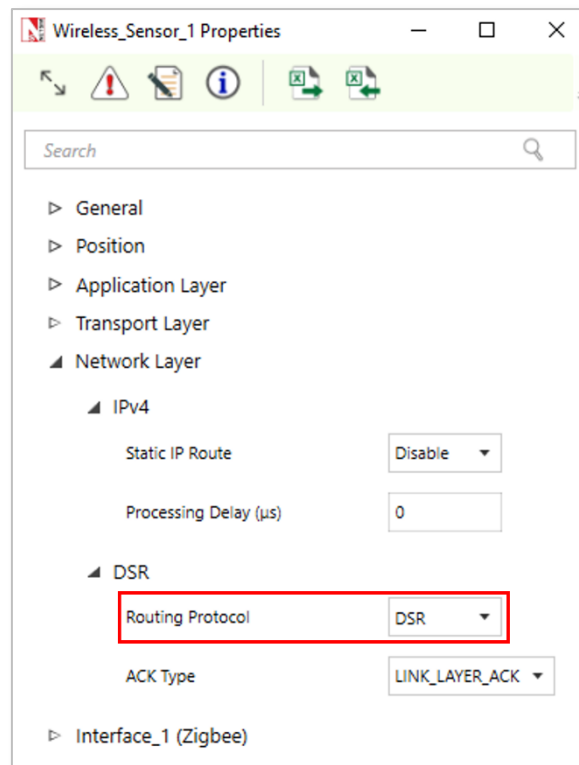 Wireless_Sensor_1 Properties
Search
General
Position
Application Layer
Transport Layer
Network Layer
IPv4
Static IP Route Disable
Processing Delay (µs) 0
DSR
Routing Protocol DSR
ACK Type LINK_LAYER_ACK
Interface_1 (Zigbee)